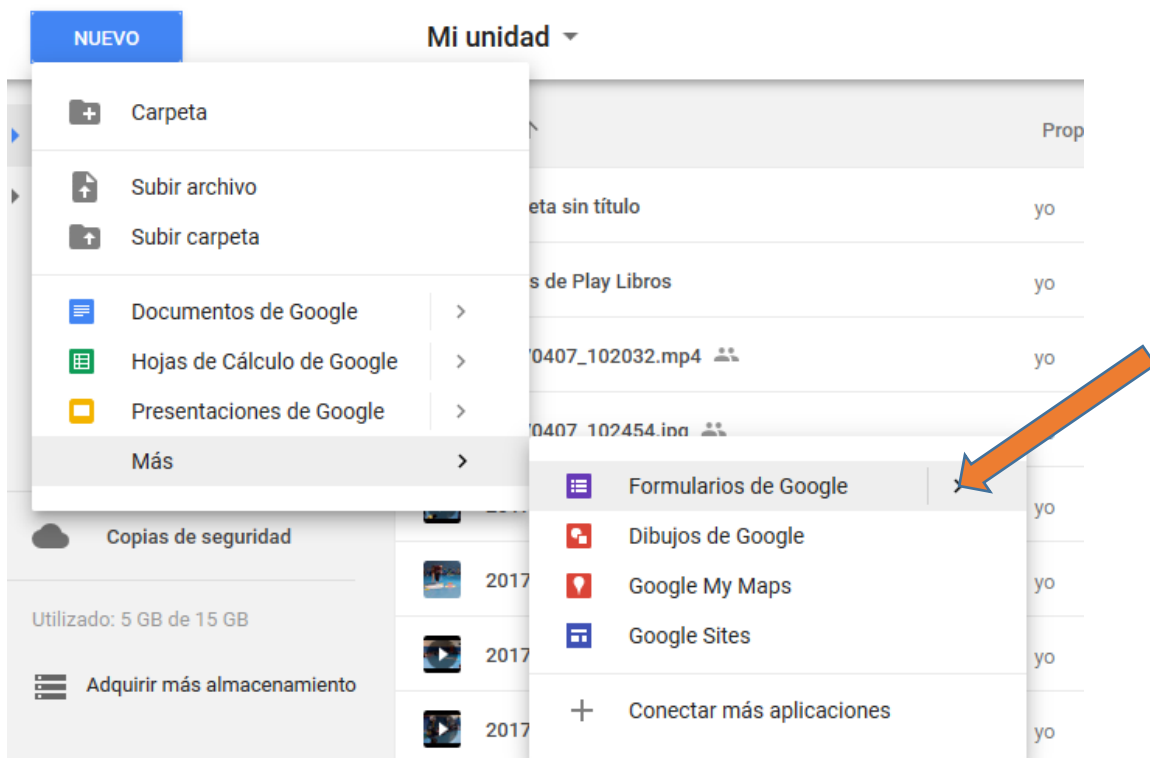 NUEVO
Mi unidad
Carpeta
Prop
Subir archivo
eta sin título
yo
Subir carpeta
s de Play Libros
yo
Documentos de Google
Hojas de Cálculo de Google
0407_102032.mp4
yo
Presentaciones de Google
0407_102454.jpg
Más
Formularios de Google
yo
Copias de seguridad
Dibujos de Google
2017
Google My Maps
yo
Utilizado: 5 GB de 15 GB
Google Sites
2017
yo
Adquirir más almacenamiento
Conectar más aplicaciones
2017
yo